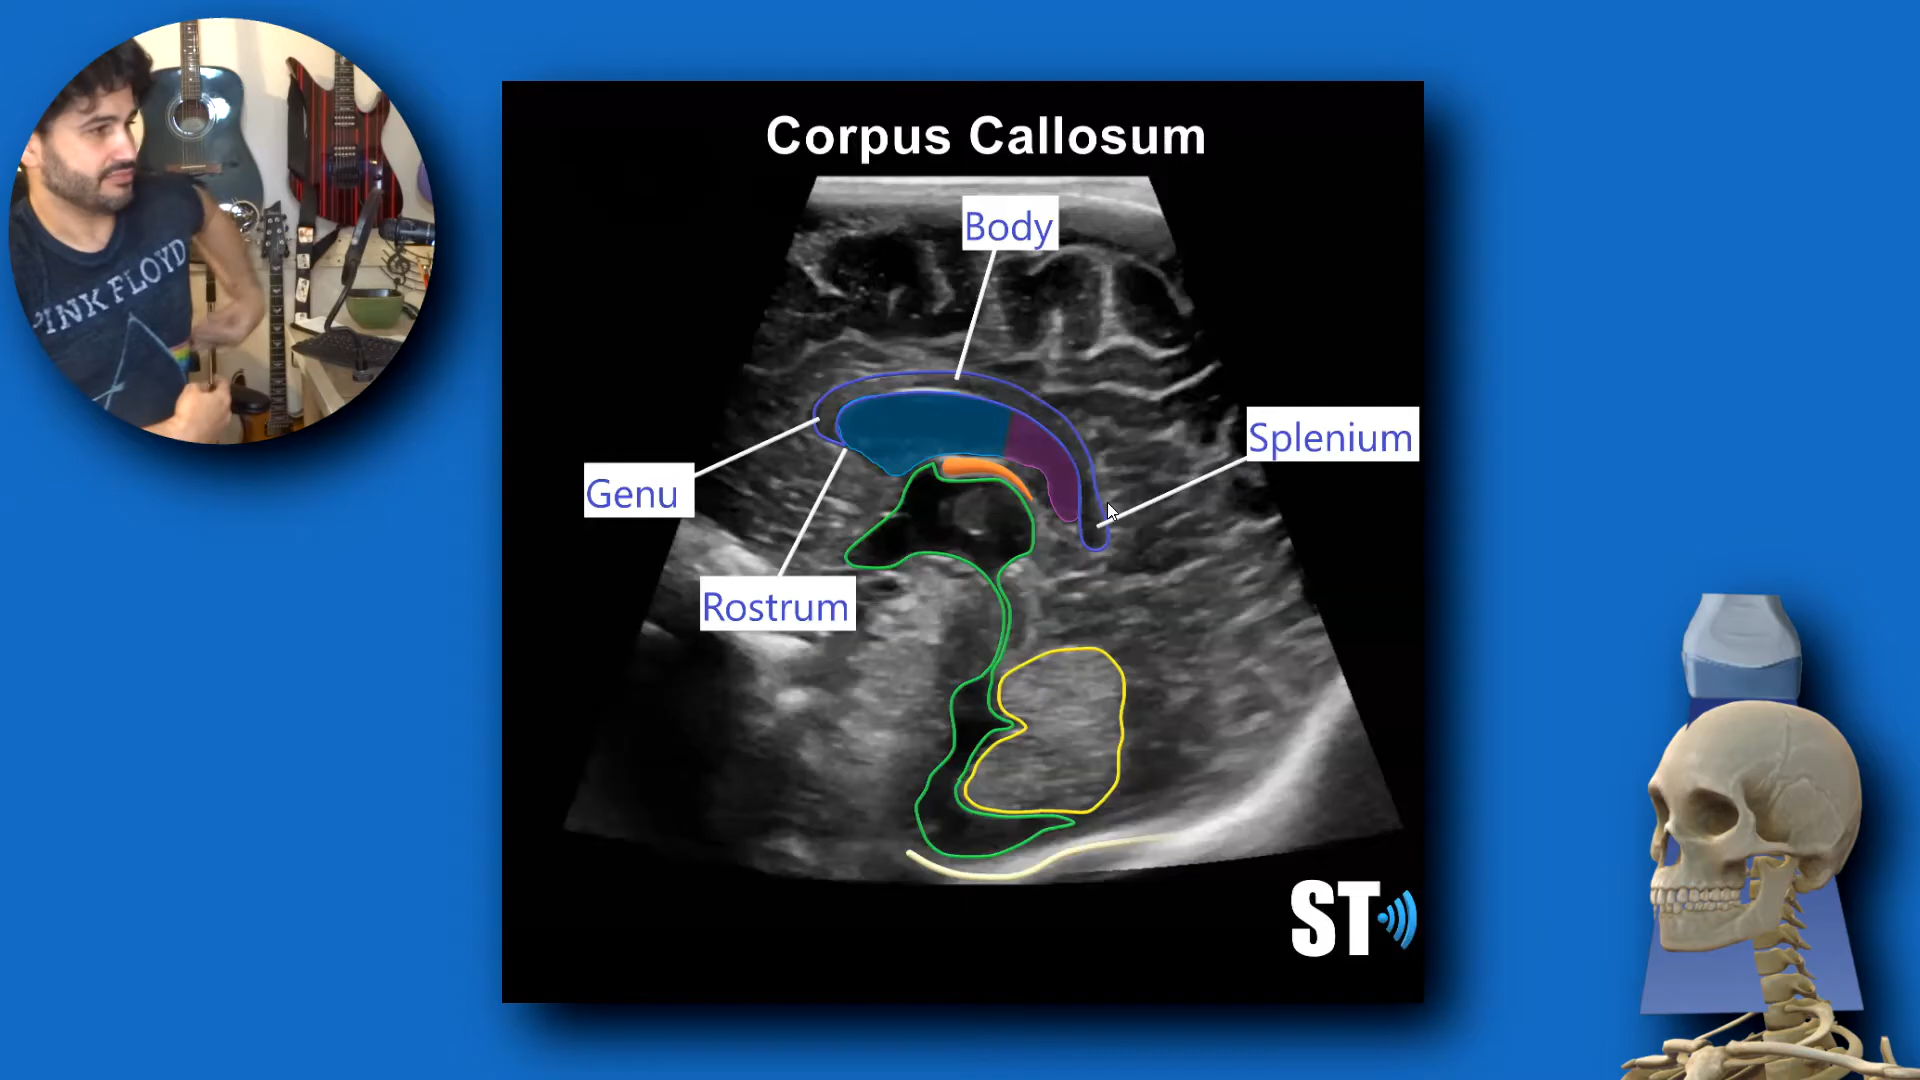 PINK FLOYD
Corpus Callosum
Body
Splenium
Genu
Rostrum
ST